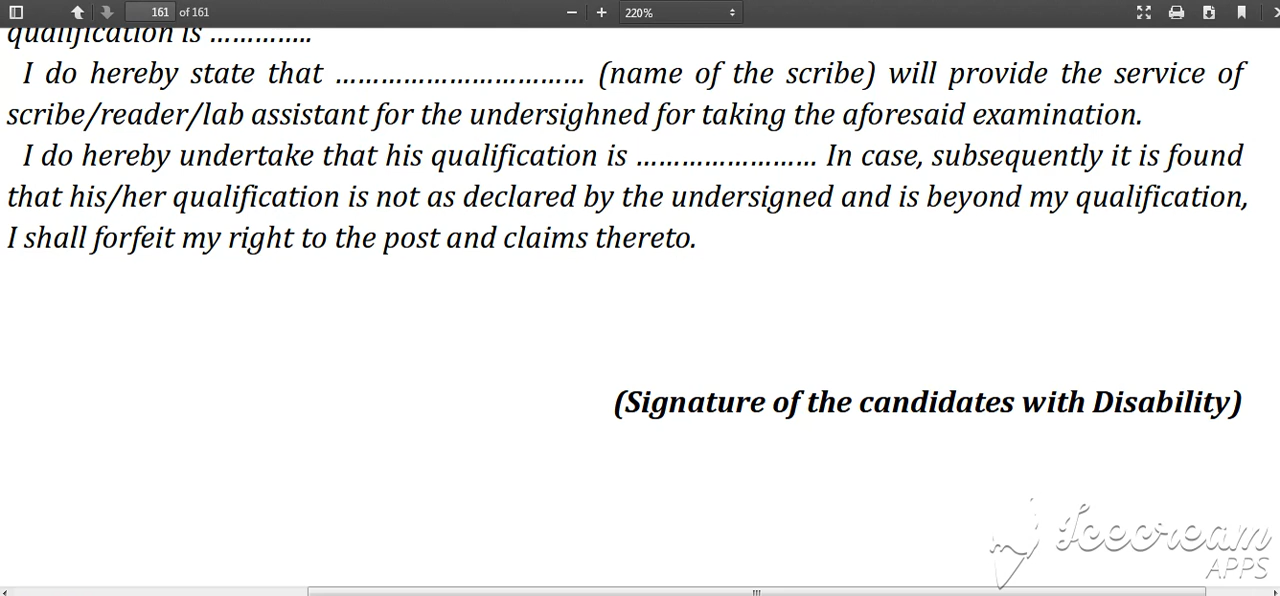 161 of 161
220%
qualification is …………..
I do hereby state that …………………………… (name of the scribe) will provide the service of
scribe/reader/lab assistant for the undersighned for taking the aforesaid examination.
I do hereby undertake that his qualification is …………………… In case, subsequently it is found
that his/her qualification is not as declared by the undersigned and is beyond my qualification,
I shall forfeit my right to the post and claims thereto.
(Signature of the candidates with Disability)
Icecream
APPS